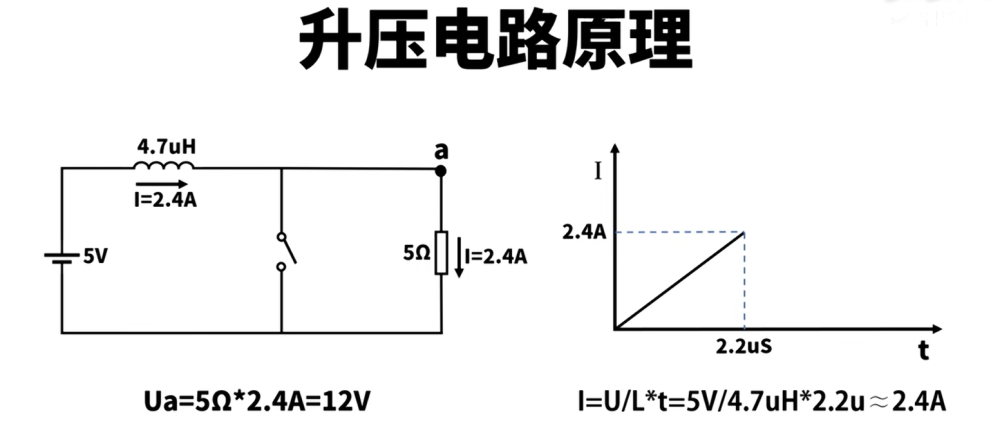 升压电路原理
4.7uH
I=2.4A
a
5V
5Ω
I=2.4A
Ua=5Ω*2.4A=12V
I
2.4A
2.2uS
t
I=U/L*t=5V/4.7uH*2.2u≈2.4A